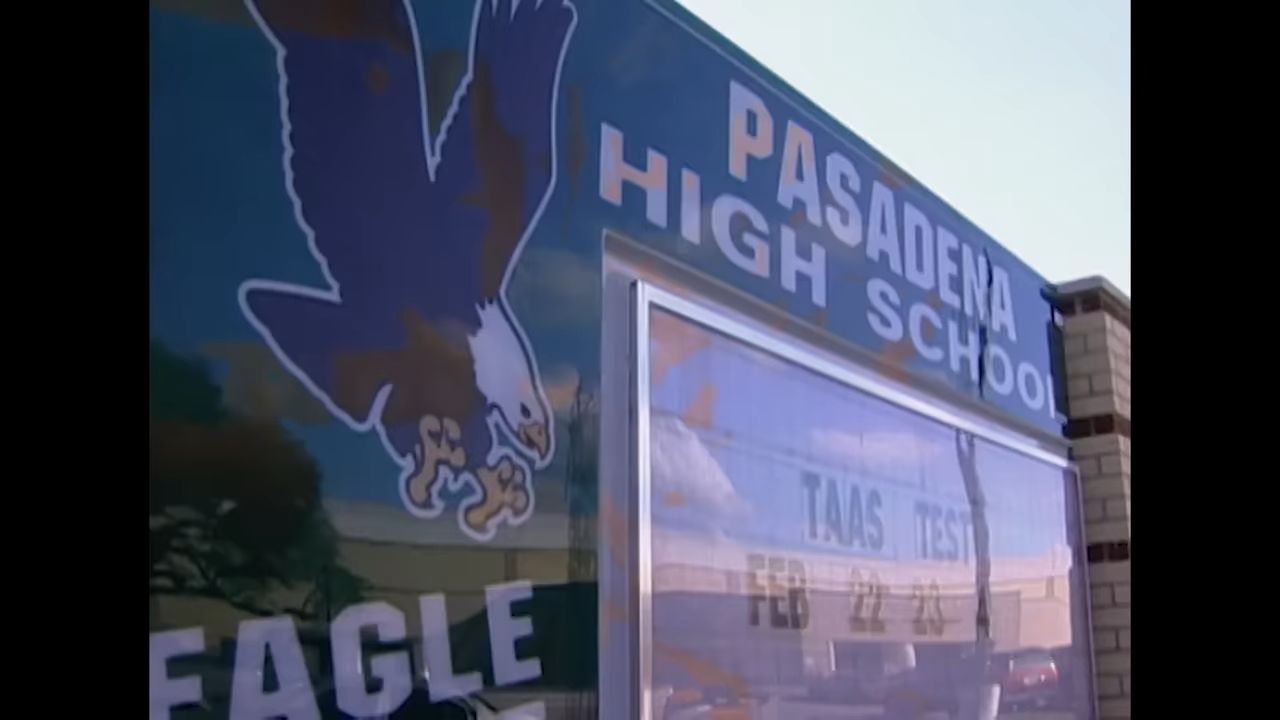 PASADENA
HIGH SCHOOL
TAAS TEST
FEB 22 23
EAGLE